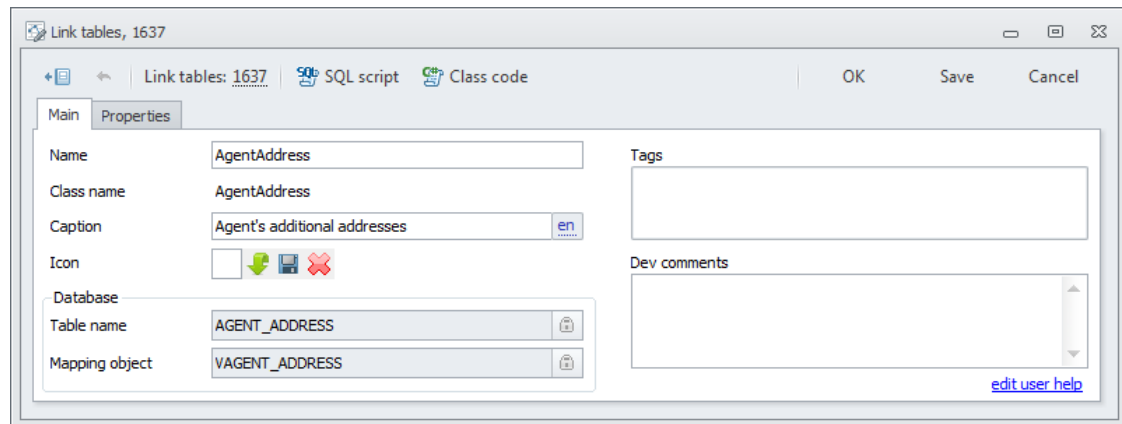 Link tables, 1637
Link tables: 1637 SQL script Class code OK Save Cancel
Main Properties
Name AgentAddress Tags
Class name AgentAddress
Caption Agent's additional addresses en
Icon Dev comments
Database
Table name AGENT_ADDRESS
Mapping object VAGENT_ADDRESS
edit user help